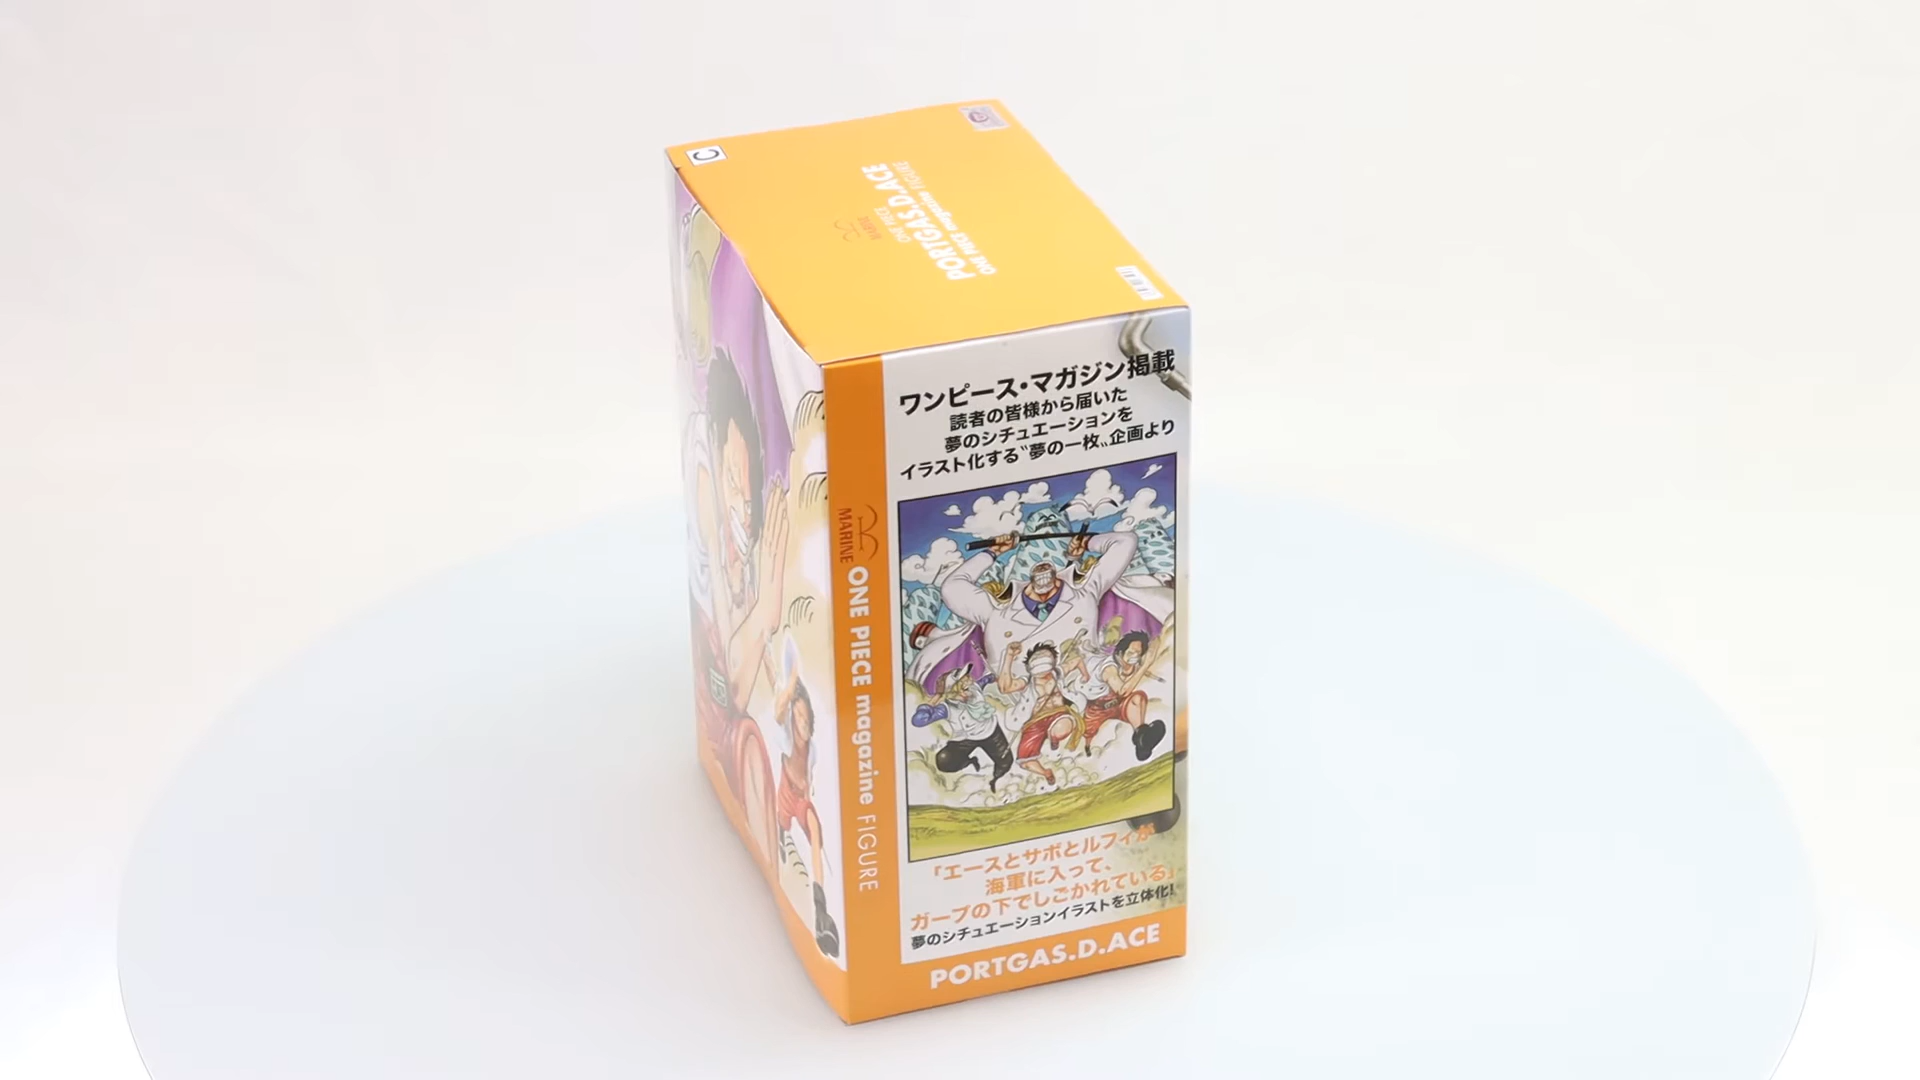 C
ONE PIECE
MARINE
PORTGAS.D.ACE
ONE PIECE magazine FIGURE
MARINE
ONE PIECE magazine FIGURE
ワンピース・マガジン掲載
読者の皆様から届いた
夢のシチュエーションを
イラスト化する〝夢の一枚〟企画より
「エースとサボとルフィが
海軍に入って、
ガープの下でしごかれている」
夢のシチュエーションイラストを立体化!
PORTGAS.D.ACE